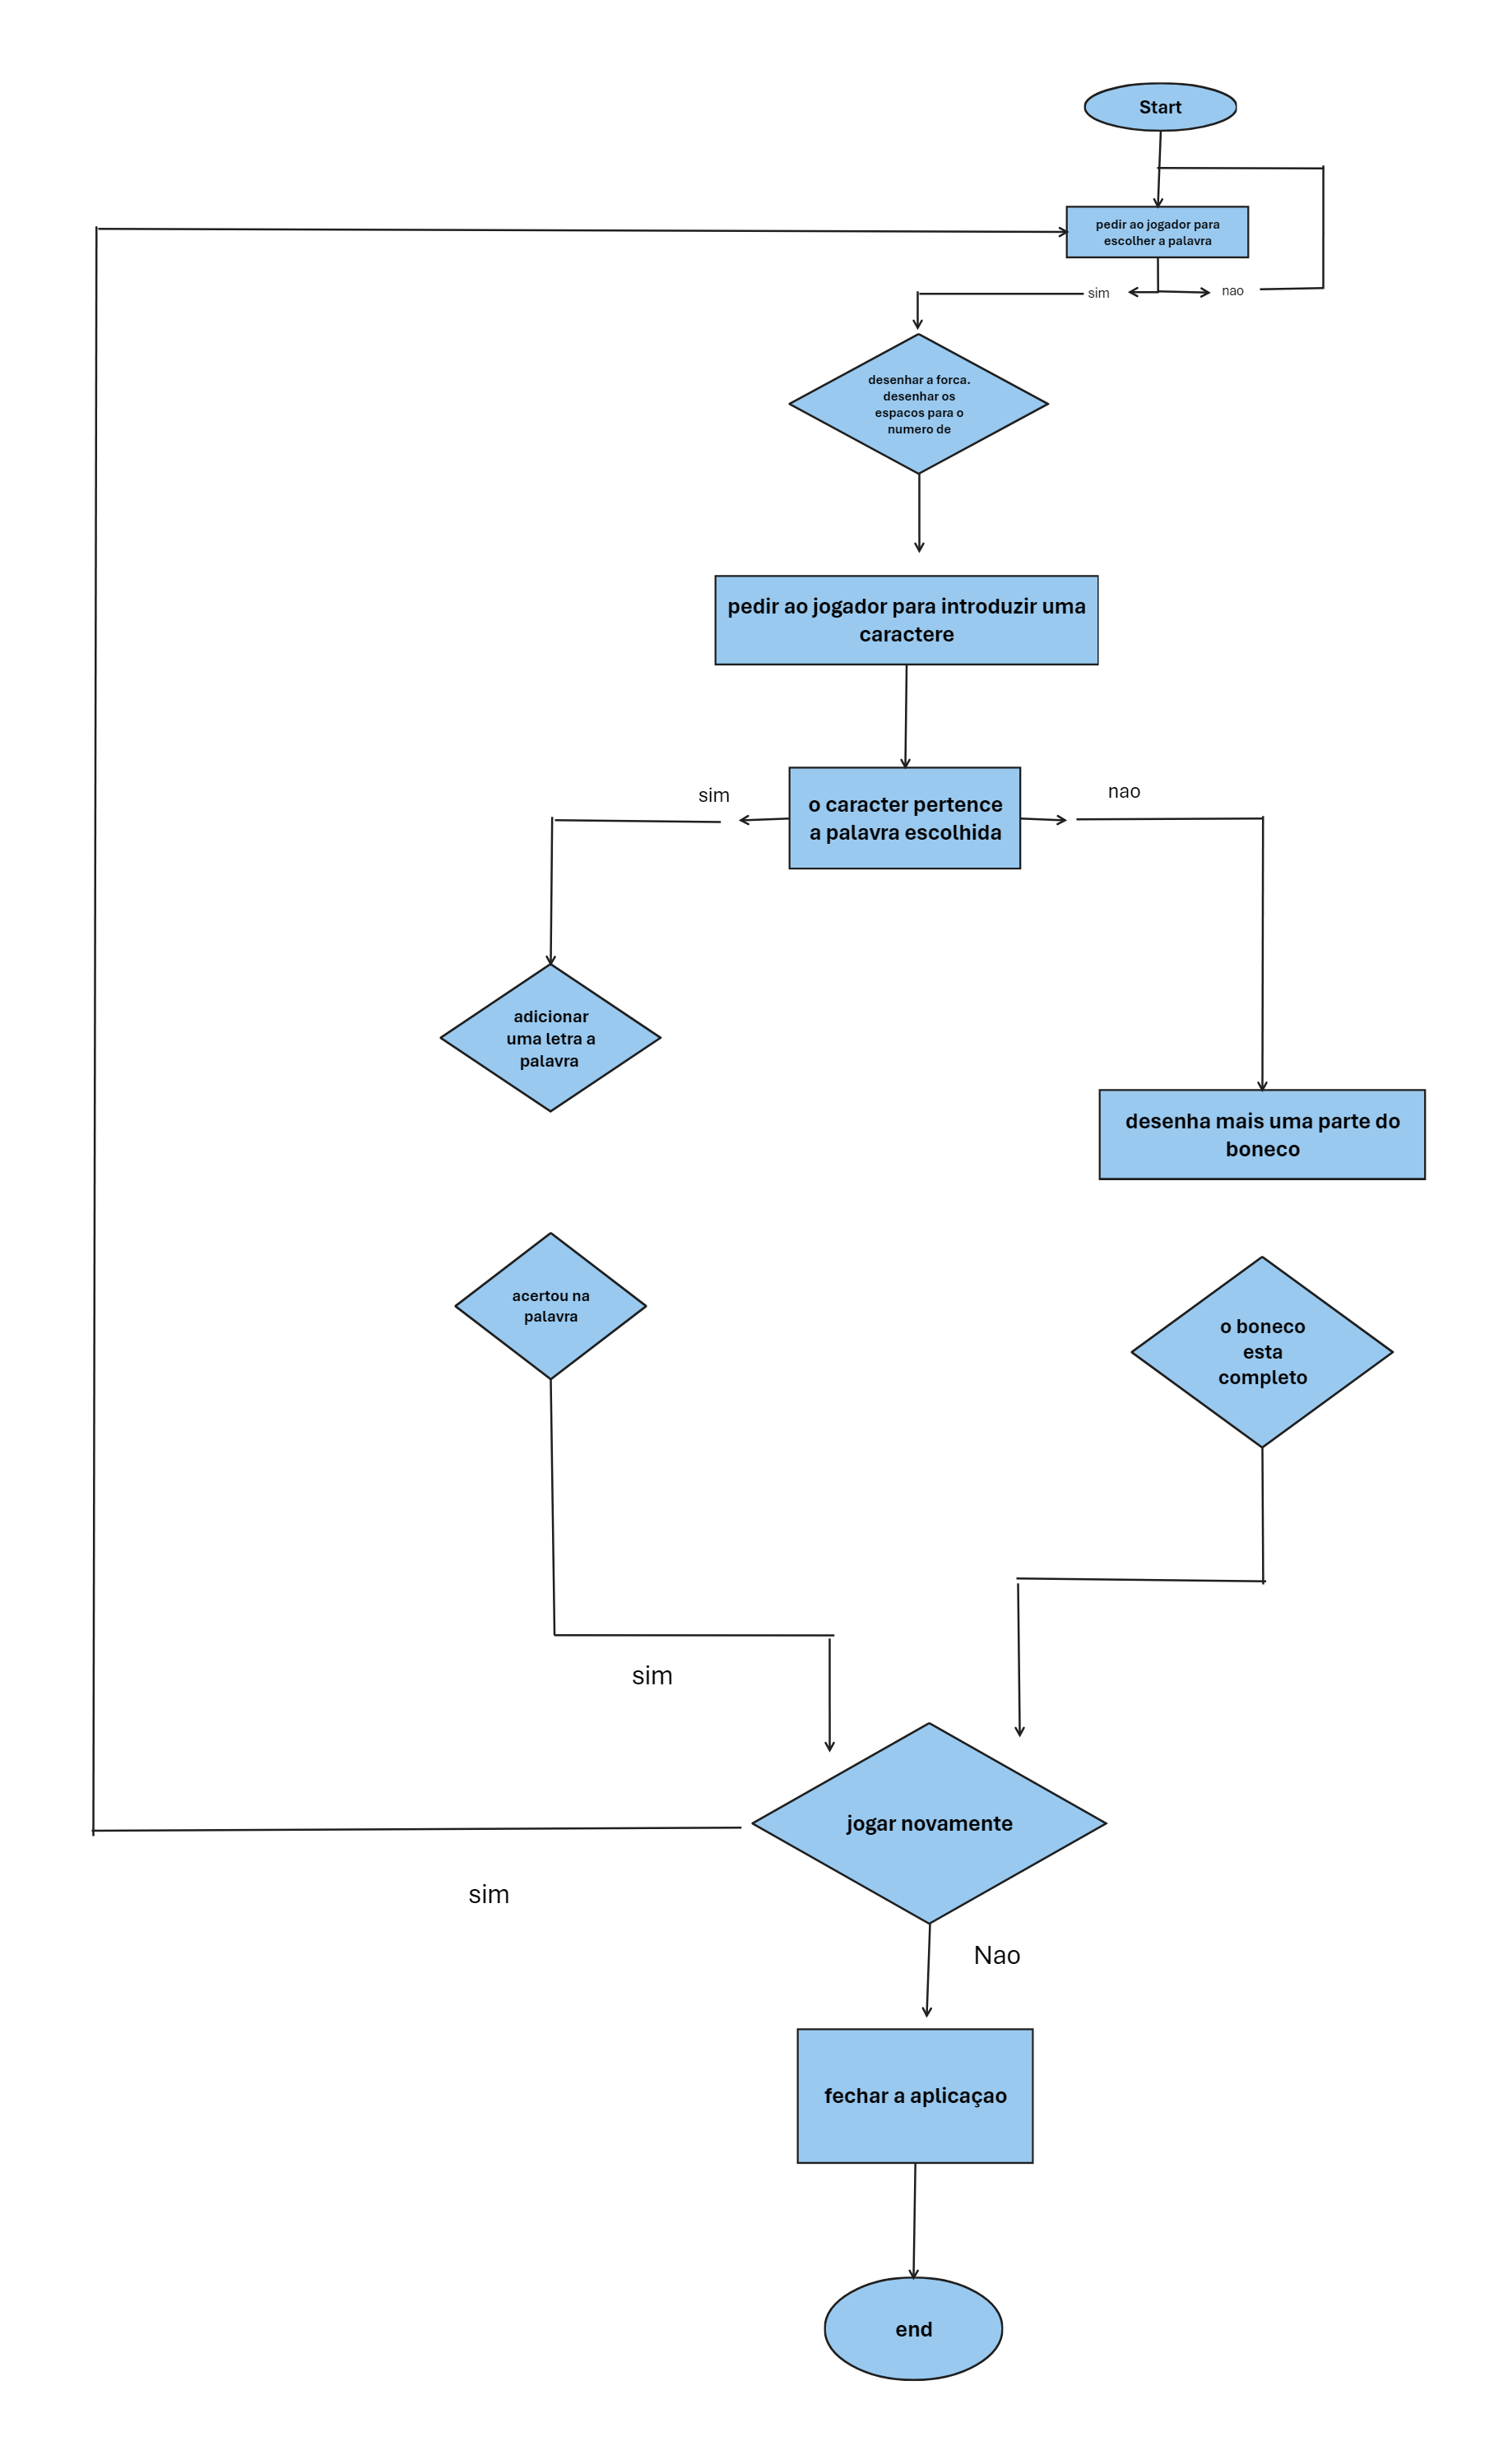 Start
pedir ao jogador para
escolher a palavra
sim
nao
desenhar a forca.
desenhar os
espacos para o
numero de
pedir ao jogador para introduzir uma
caractere
sim
o caracter pertence
a palavra escolhida
nao
adicionar
uma letra a
palavra
desenha mais uma parte do
boneco
acertou na
palavra
o boneco
esta
completo
sim
jogar novamente
sim
Nao
fechar a aplicaçao
end